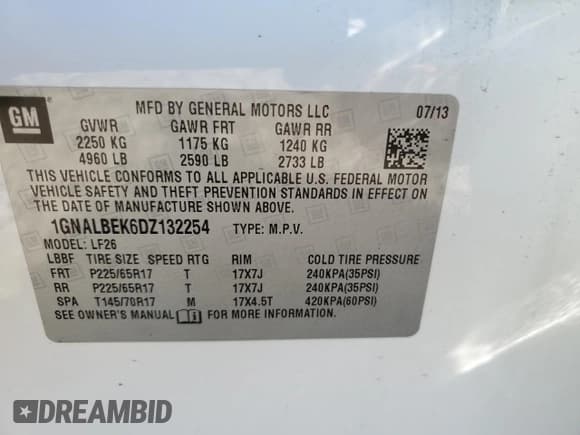 GM
MFD BY GENERAL MOTORS LLC 07/13
GVWR GAWR FRT GAWR RR
2250 KG 1175 KG 1240 KG
4960 LB 2590 LB 2733 LB
THIS VEHICLE CONFORMS TO ALL APPLICABLE U.S. FEDERAL MOTOR
VEHICLE SAFETY AND THEFT PREVENTION STANDARDS IN EFFECT ON
THE DATE OF MANUFACTURE SHOWN ABOVE.
1GNALBEK6DZ132254 TYPE: M.P.V.
MODEL: LF26
LBBF TIRE SIZE SPEED RTG RIM COLD TIRE PRESSURE
FRT P225/65R17 T 17X7J 240KPA(35PSI)
RR P225/65R17 T 17X7J 240KPA(35PSI)
SPA T145/70R17 M 17X4.5T 420KPA(60PSI)
SEE OWNER'S MANUAL FOR MORE INFORMATION.
DREAMBID